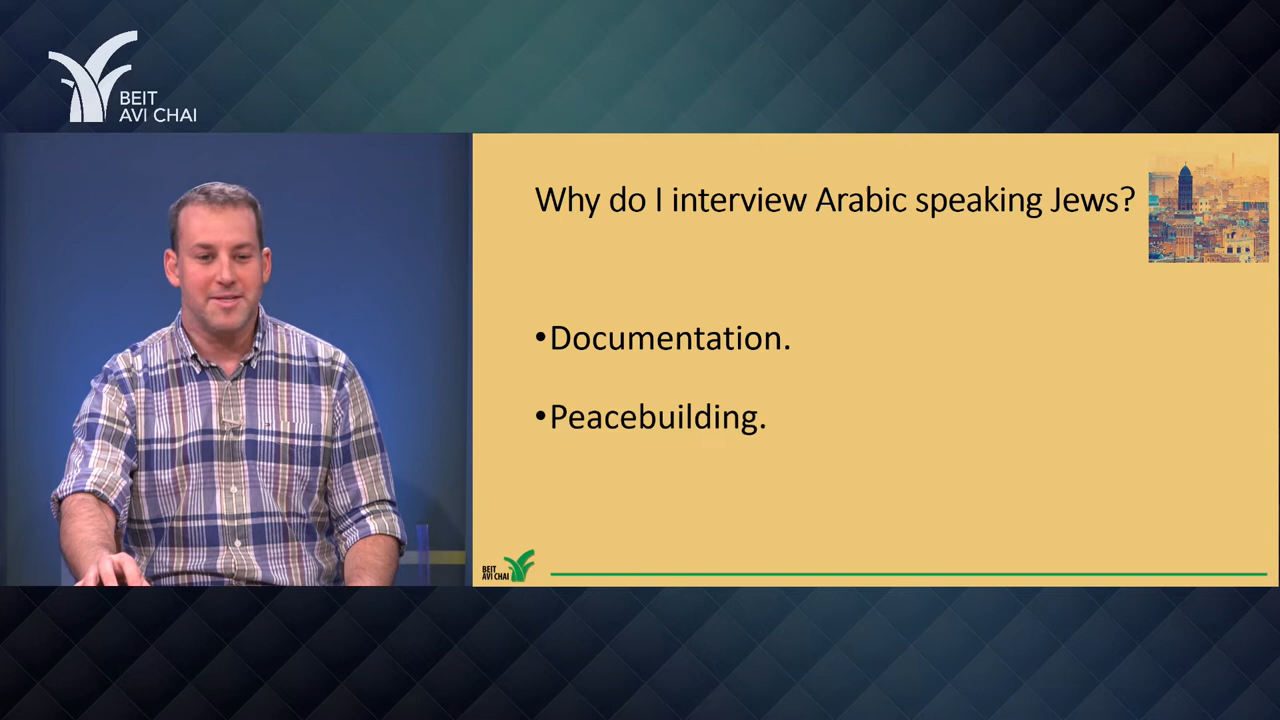 BEIT
AVI CHAI
Why do I interview Arabic speaking Jews?
•Documentation.
•Peacebuilding.
BEIT
AVI CHAI